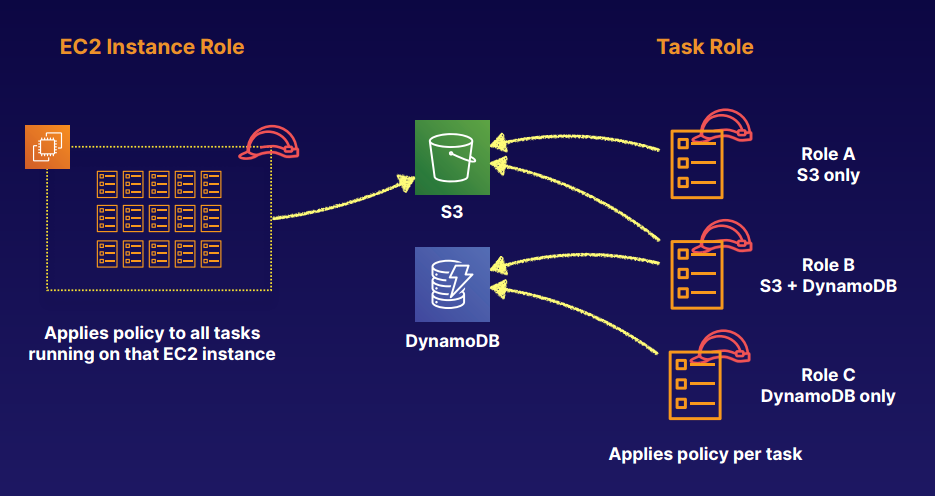 EC2 Instance Role
Applies policy to all tasks
running on that EC2 instance
S3
DynamoDB
Task Role
Role A
S3 only
Role B
S3 + DynamoDB
Role C
DynamoDB only
Applies policy per task